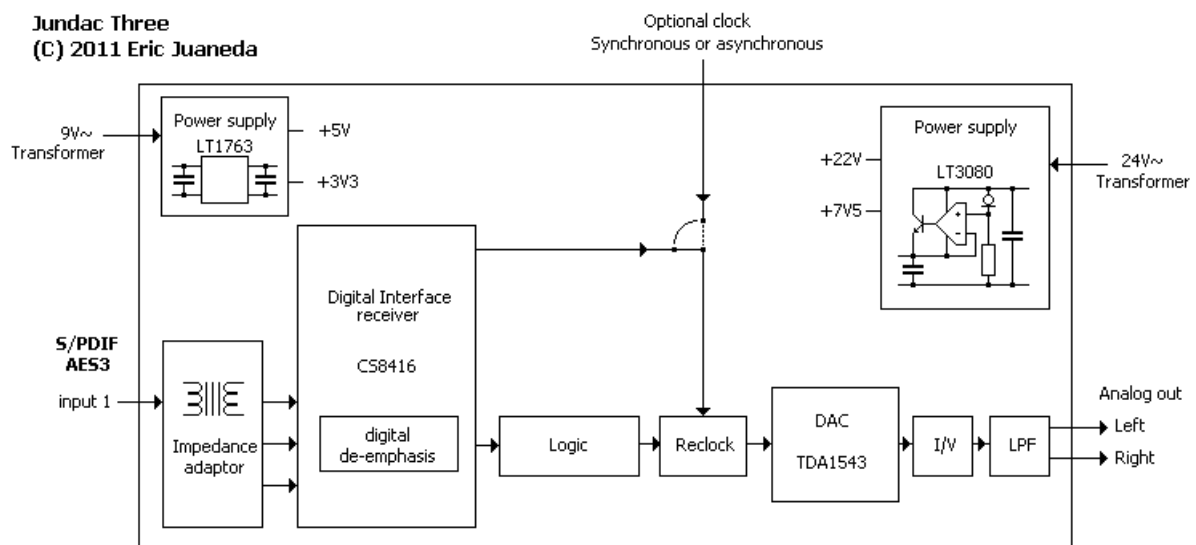 Jundac Three
(C) 2011 Eric Juaneda
Optional clock
Synchronous or asynchronous
9V~
Transformer
Power supply
LT1763
+5V
+3V3
Power supply
LT3080
+22V
+7V5
24V~
Transformer
S/PDIF
AES3
input 1
Impedance
adaptor
Digital Interface
receiver
CS8416
digital
de-emphasis
Logic
Reclock
DAC
TDA1543
I/V
LPF
Analog out
Left
Right